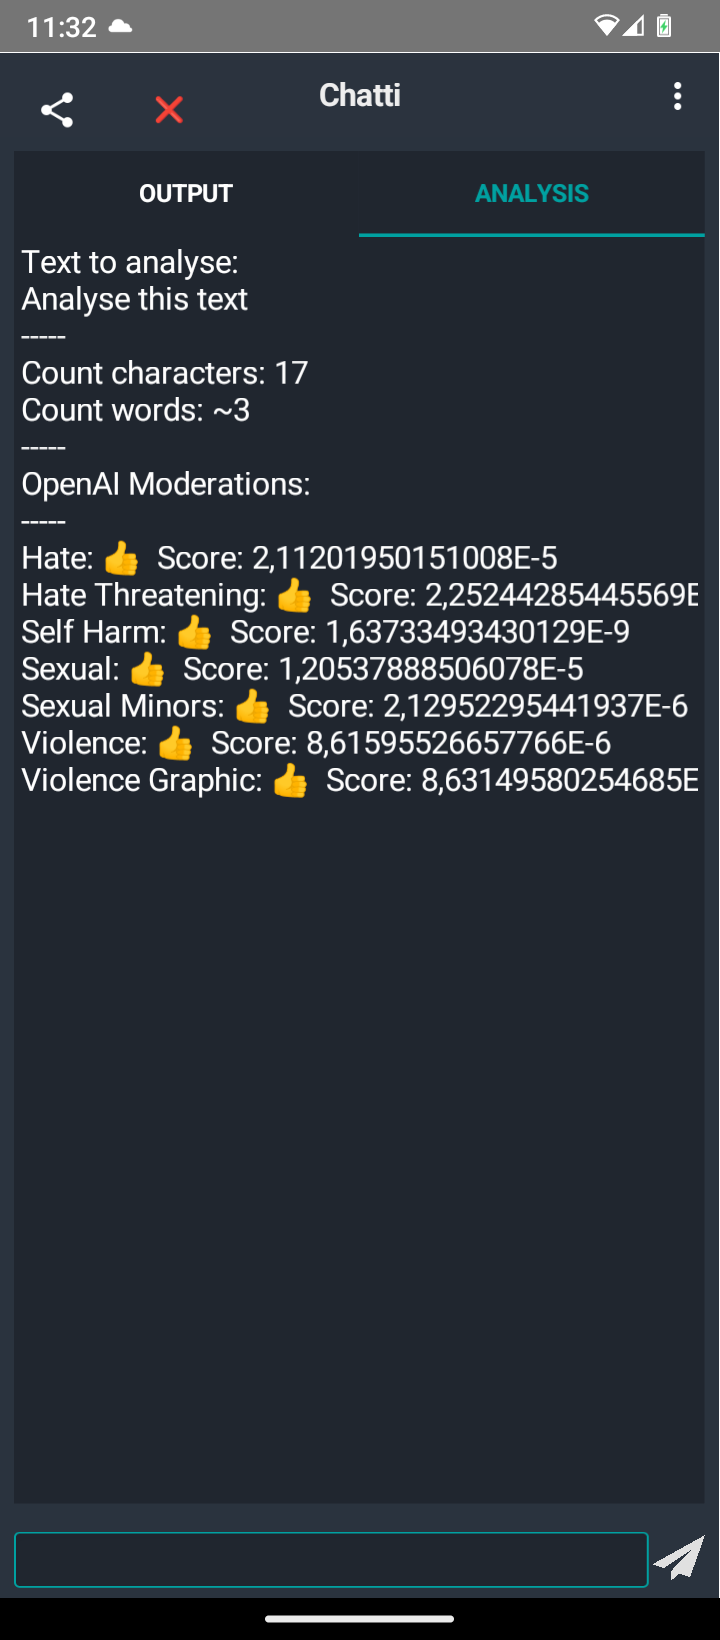 11:32
Chatti
OUTPUT
ANALYSIS
Text to analyse:
Analyse this text
-----
Count characters: 17
Count words: ~3
-----
OpenAI Moderations:
-----
Hate: 👍 Score: 2,11201950151008E-5
Hate Threatening: 👍 Score: 2,25244285445569E
Self Harm: 👍 Score: 1,63733493430129E-9
Sexual: 👍 Score: 1,20537888506078E-5
Sexual Minors: 👍 Score: 2,12952295441937E-6
Violence: 👍 Score: 8,61595526657766E-6
Violence Graphic: 👍 Score: 8,63149580254685E